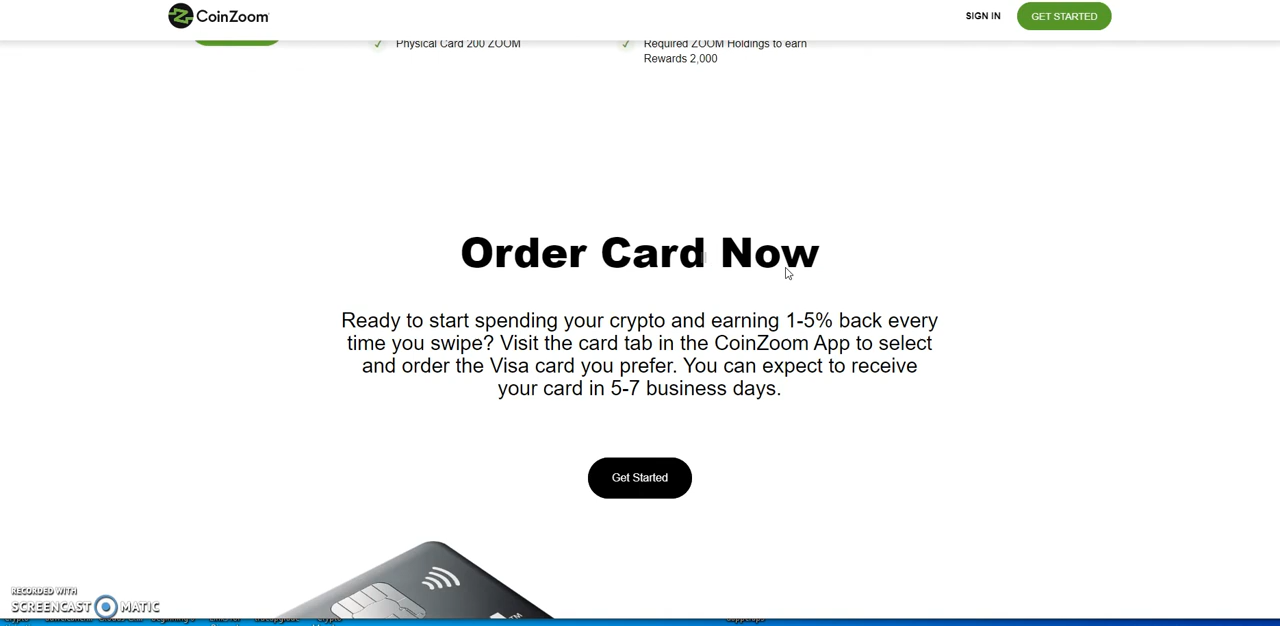 CoinZoom
SIGN IN
GET STARTED
Physical Card 200 ZOOM
Required ZOOM Holdings to earn
Rewards 2,000
Order Card Now
Ready to start spending your crypto and earning 1-5% back every
time you swipe? Visit the card tab in the CoinZoom App to select
and order the Visa card you prefer. You can expect to receive
your card in 5-7 business days.
Get Started
RECORDED WITH
SCREENCAST MATIC